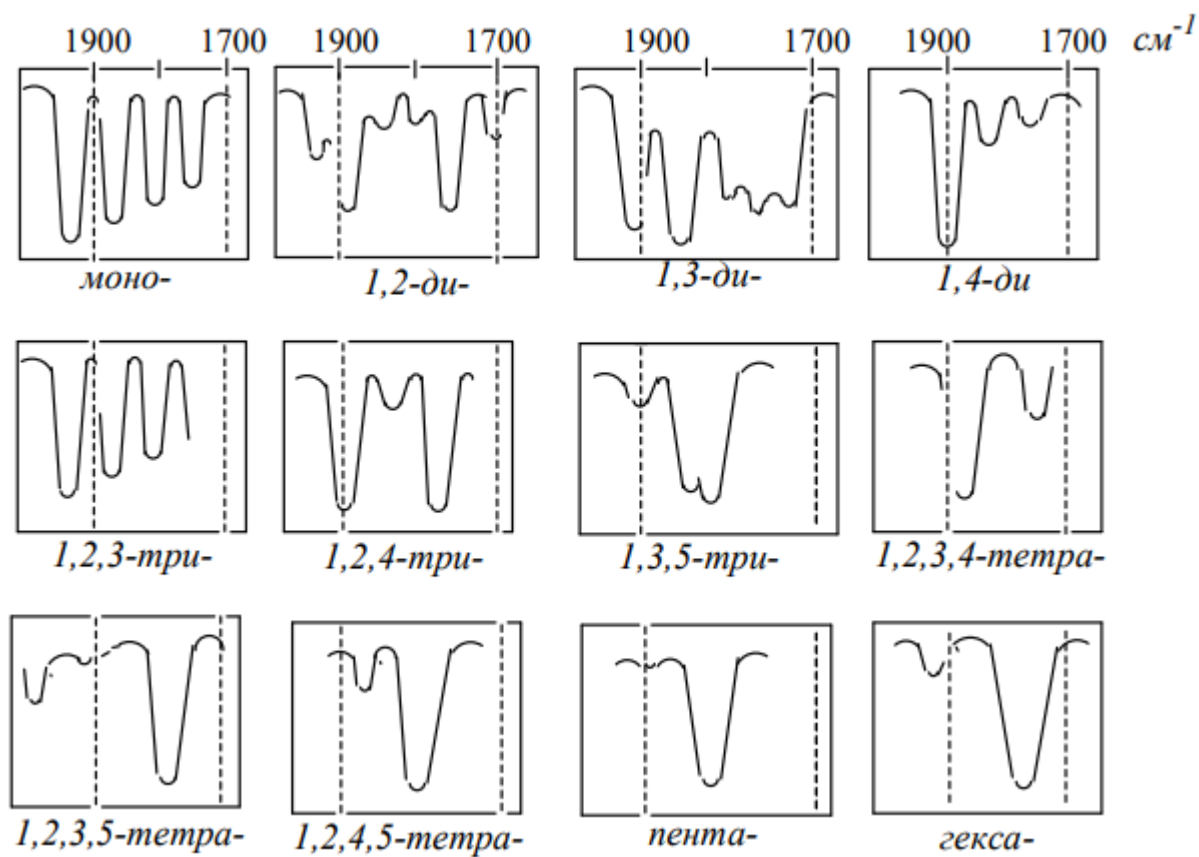 1900 1700 1900 1700 1900 1700 1900 1700 см⁻¹
моно- 1,2-ди- 1,3-ди- 1,4-ди
1,2,3-три- 1,2,4-три- 1,3,5-три- 1,2,3,4-тетра-
1,2,3,5-тетра- 1,2,4,5-тетра- пента- гекса-